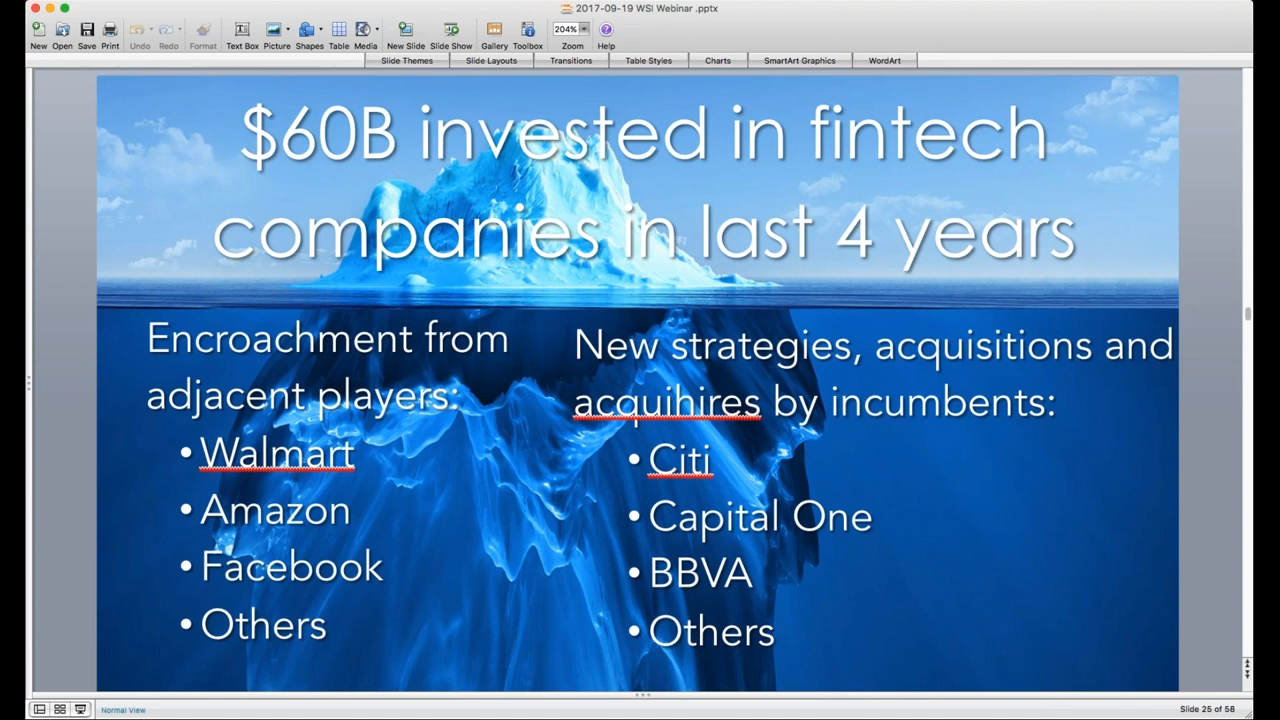 2017-09-19 WSI Webinar .pptx
New Open Save Print Undo Redo Format Text Box Picture Shapes Table Media New Slide Slide Show Gallery Toolbox 204% Zoom Help
Slide Themes Slide Layouts Transitions Table Styles Charts SmartArt Graphics WordArt
$60B invested in fintech
companies in last 4 years
Encroachment from
adjacent players:
• Walmart
• Amazon
• Facebook
• Others
New strategies, acquisitions and
acquihires by incumbents:
• Citi
• Capital One
• BBVA
• Others
Normal View
Slide 25 of 58